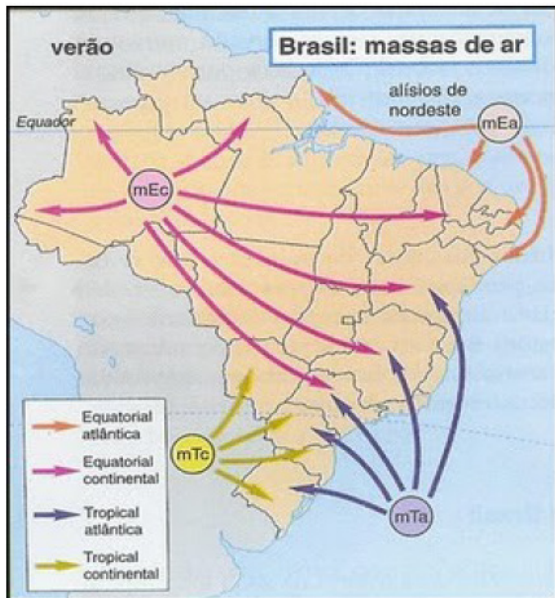 verão
Brasil: massas de ar
alísios de
nordeste
mEa
Equador
mEc
Equatorial
atlântica
Equatorial
continental
Tropical
atlântica
Tropical
continental
mTc
mTa